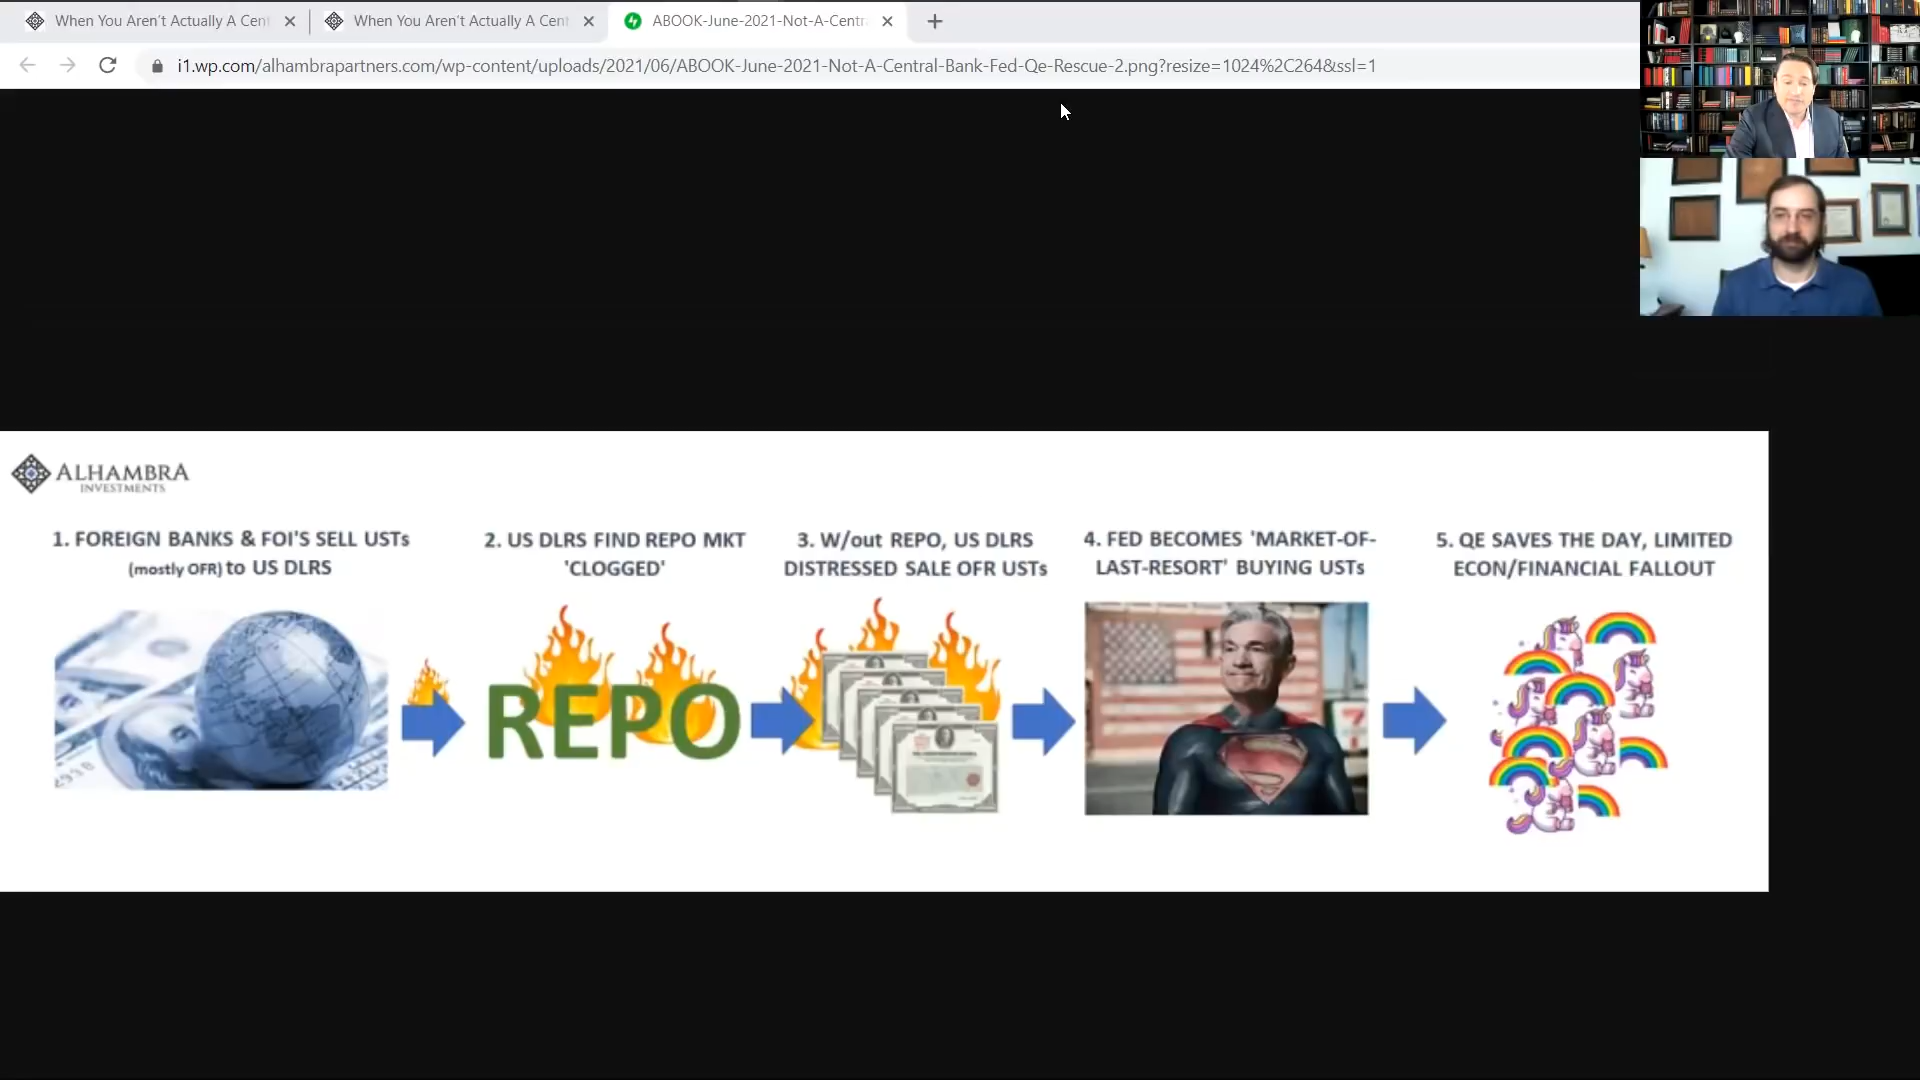 When You Aren't Actually A Cent
When You Aren't Actually A Cent
ABOOK-June-2021-Not-A-Centra
i1.wp.com/alhambrapartners.com/wp-content/uploads/2021/06/ABOOK-June-2021-Not-A-Central-Bank-Fed-Qe-Rescue-2.png?resize=1024%2C264&ssl=1
ALHAMBRA
INVESTMENTS
1. FOREIGN BANKS & FOI'S SELL USTs
(mostly OFR) to US DLRS
2. US DLRS FIND REPO MKT
'CLOGGED'
3. W/out REPO, US DLRS
DISTRESSED SALE OFR USTs
4. FED BECOMES 'MARKET-OF-
LAST-RESORT' BUYING USTs
5. QE SAVES THE DAY, LIMITED
ECON/FINANCIAL FALLOUT
REPO